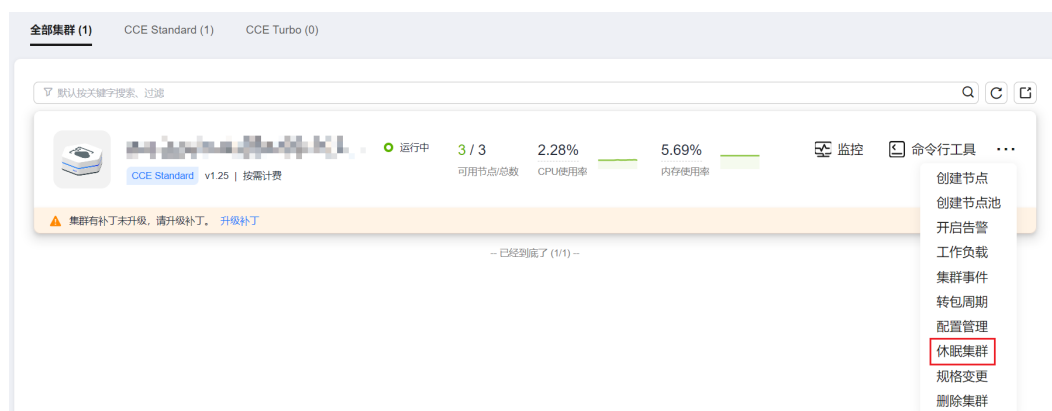 全部集群 (1) CCE Standard (1) CCE Turbo (0)
默认按关键字搜索、过滤
运行中 3 / 3 2.28% 5.69% 监控 命令行工具 ...
CCE Standard v1.25 | 按需计费 可用节点/总数 CPU使用率 内存使用率
集群有补丁未升级，请升级补丁。 升级补丁
-- 已经到底了 (1/1) --
创建节点
创建节点池
开启告警
工作负载
集群事件
转包周期
配置管理
休眠集群
规格变更
删除集群